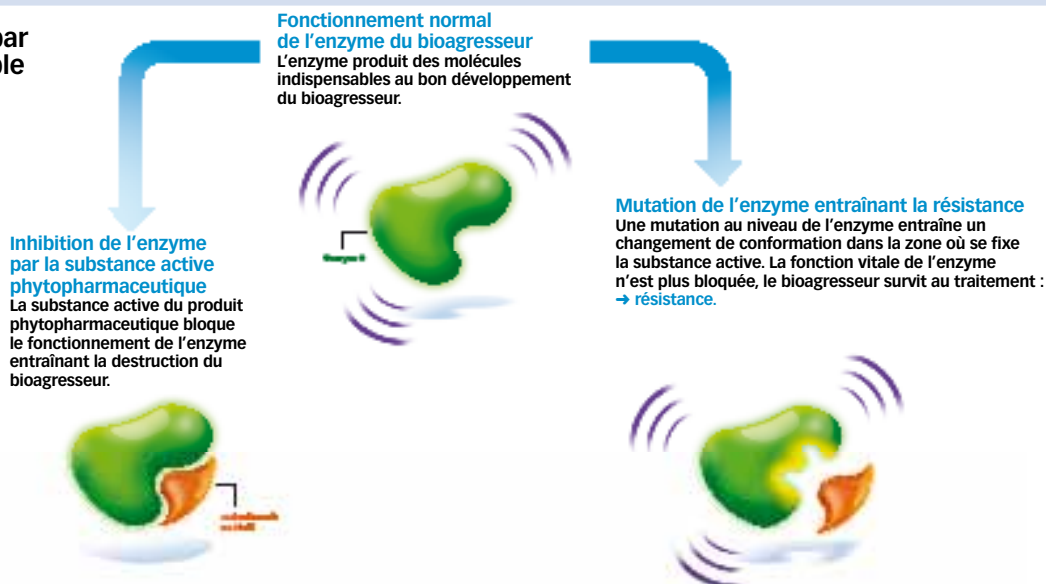 par
ple
Fonctionnement normal
de l’enzyme du bioagresseur
L’enzyme produit des molécules
indispensables au bon développement
du bioagresseur.
Inhibition de l’enzyme
par la substance active
phytopharmaceutique
La substance active du produit
phytopharmaceutique bloque
le fonctionnement de l’enzyme
entraînant la destruction du
bioagresseur.
Mutation de l’enzyme entraînant la résistance
Une mutation au niveau de l’enzyme entraîne un
changement de conformation dans la zone où se fixe
la substance active. La fonction vitale de l’enzyme
n’est plus bloquée, le bioagresseur survit au traitement :
➜ résistance.